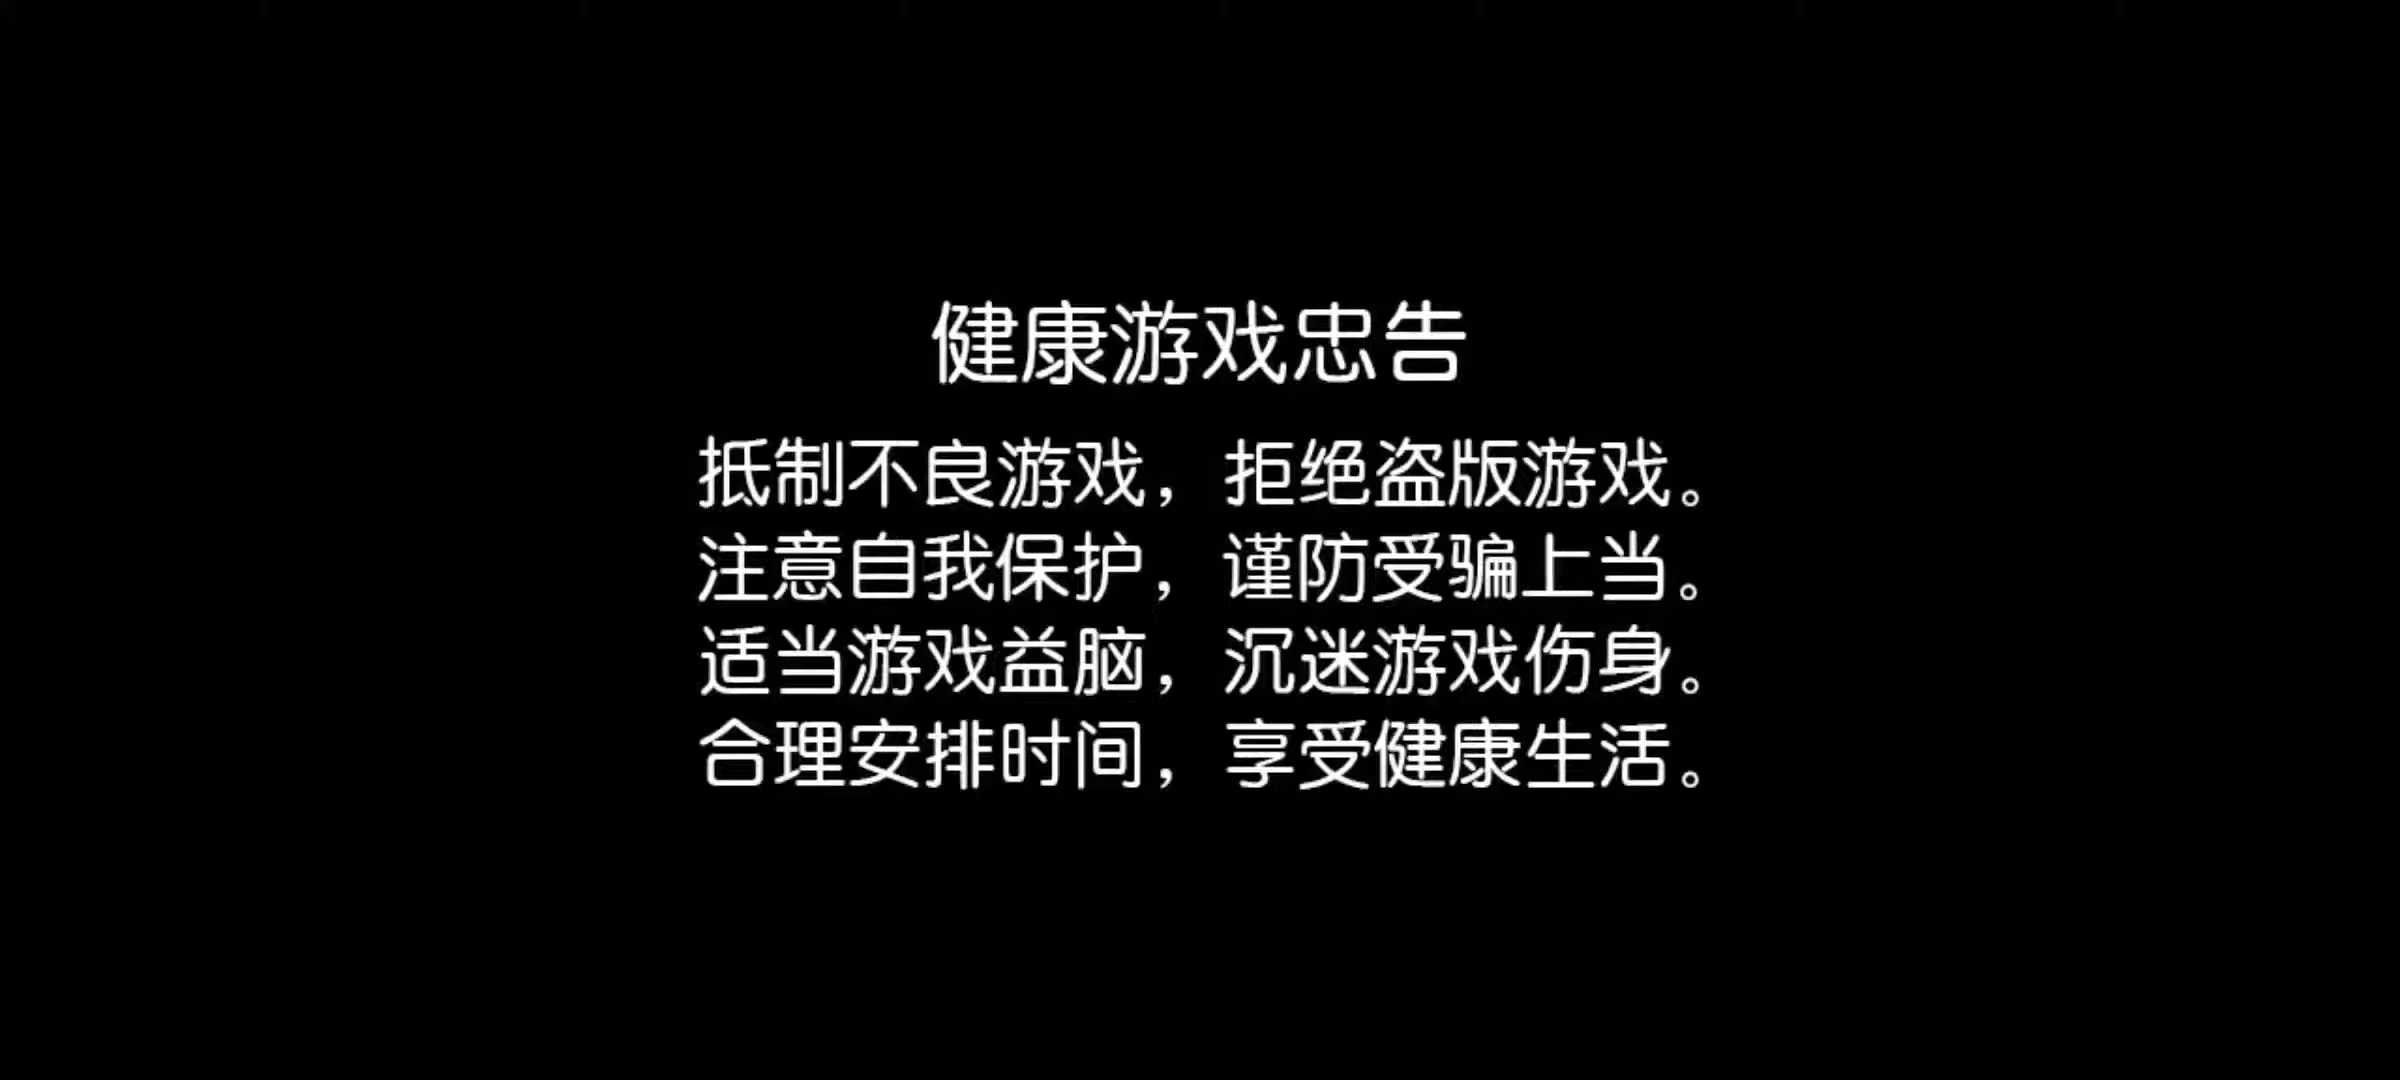 健康游戏忠告
抵制不良游戏，拒绝盗版游戏。
注意自我保护，谨防受骗上当。
适当游戏益脑，沉迷游戏伤身。
合理安排时间，享受健康生活。